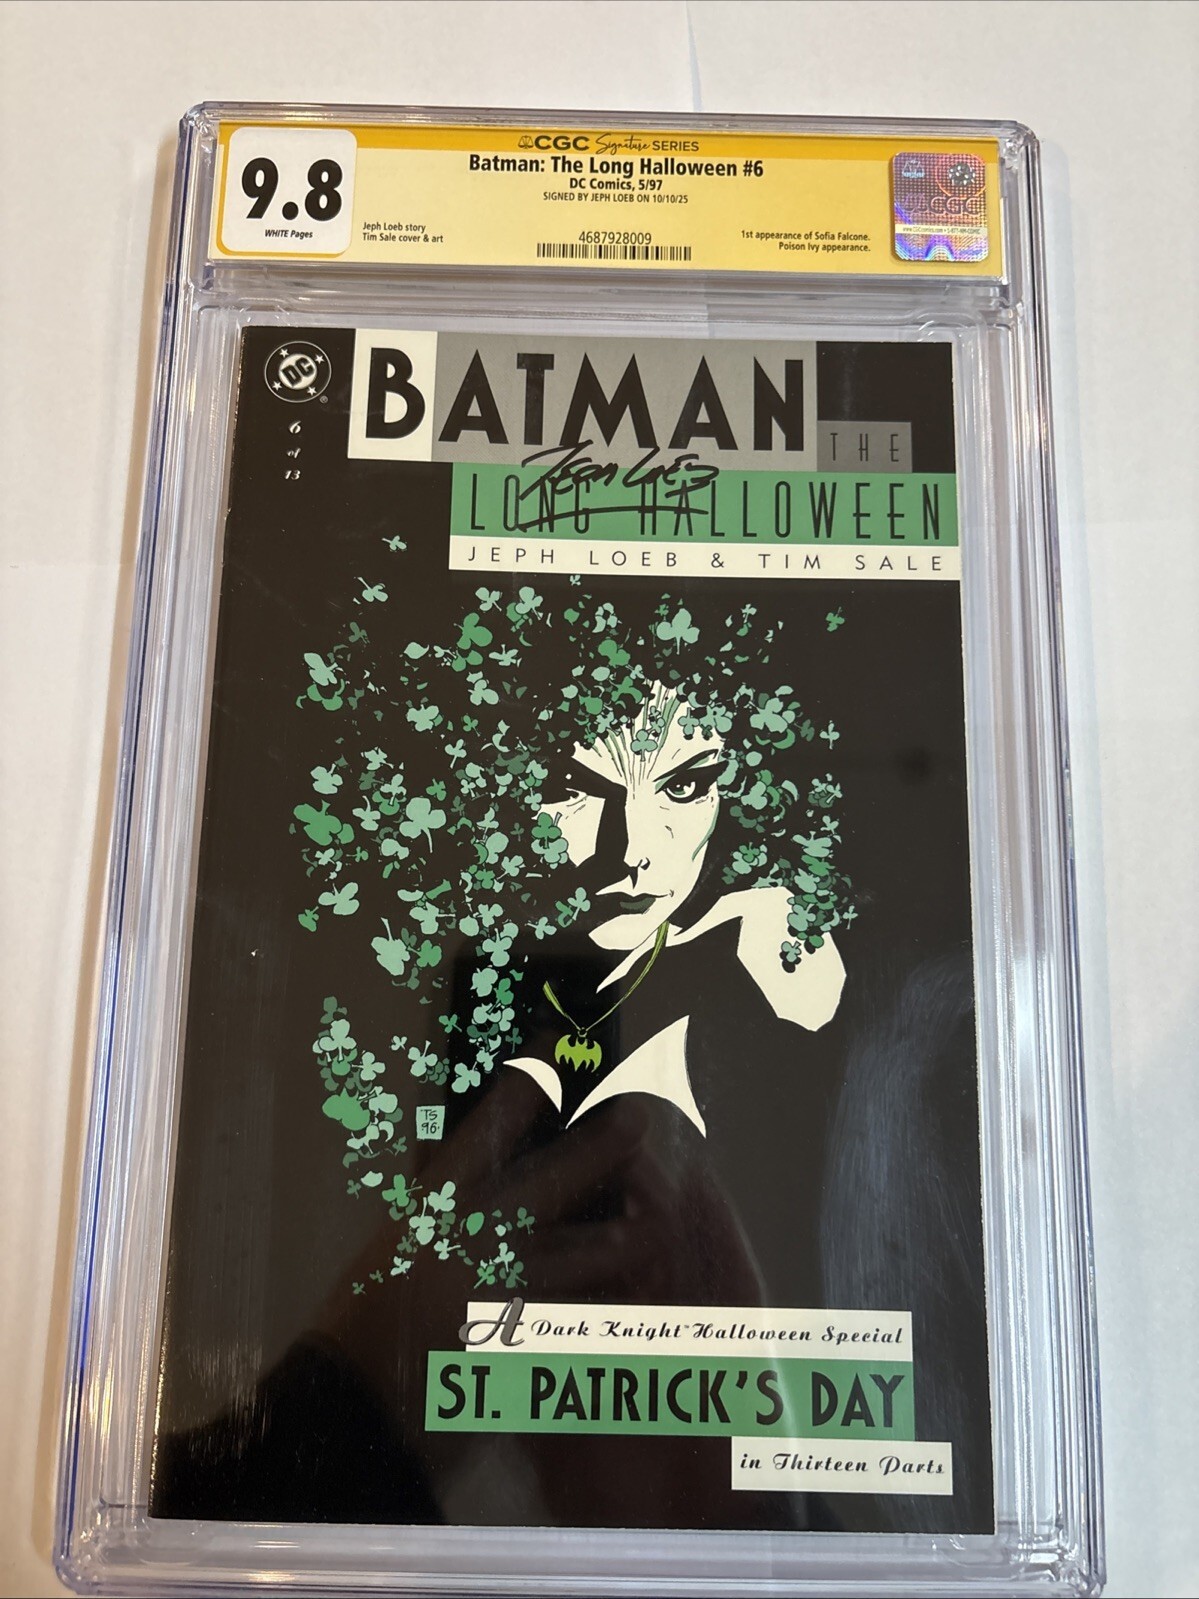 CGC Signature SERIES
Batman: The Long Halloween #6
DC Comics, 5/97
SIGNED BY JEPH LOEB ON 10/10/25
9.8
WHITE Pages
Jeph Loeb story
Tim Sale cover & art
4687928009
1st appearance of Sofia Falcone.
Poison Ivy appearance.
CGC
DC
6
of
13
BATMAN
THE
LONG HALLOWEEN
JEPH LOEB & TIM SALE
TS
96.
A Dark Knight™ Halloween Special
ST. PATRICK'S DAY
in Thirteen Parts